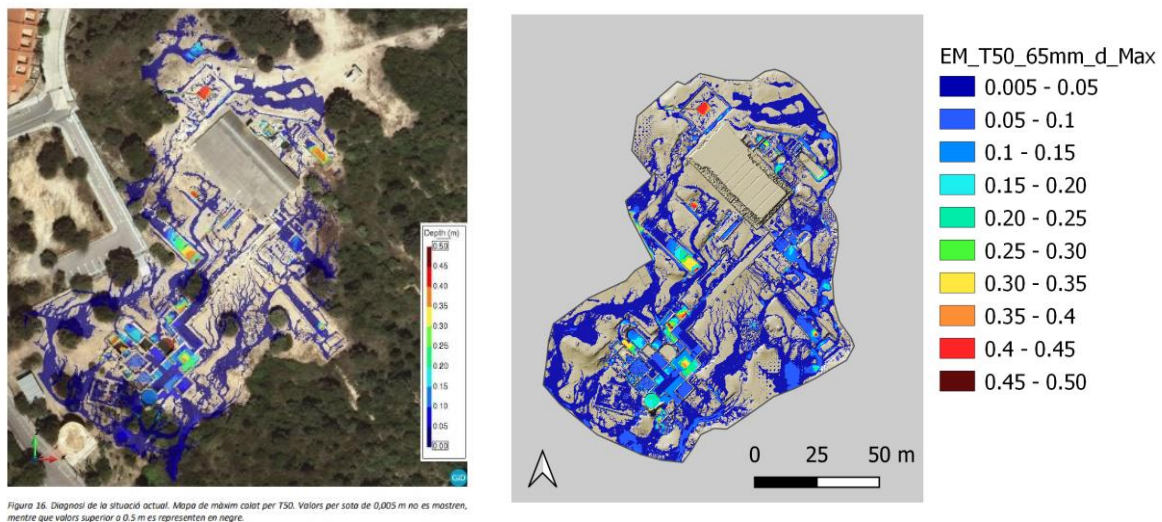 Depth (m)
0.50
0.45
0.40
0.35
0.30
0.25
0.20
0.15
0.10
0.05
0.00
GiD
Figura 16. Diagnosi de la situació actual. Mapa de màxim calat per T50. Valors per sota de 0,005 m no es mostren,
mentre que valors superior a 0.5 m es representen en negre.
0 25 50 m
EM_T50_65mm_d_Max
0.005 - 0.05
0.05 - 0.1
0.1 - 0.15
0.15 - 0.20
0.20 - 0.25
0.25 - 0.30
0.30 - 0.35
0.35 - 0.4
0.4 - 0.45
0.45 - 0.50